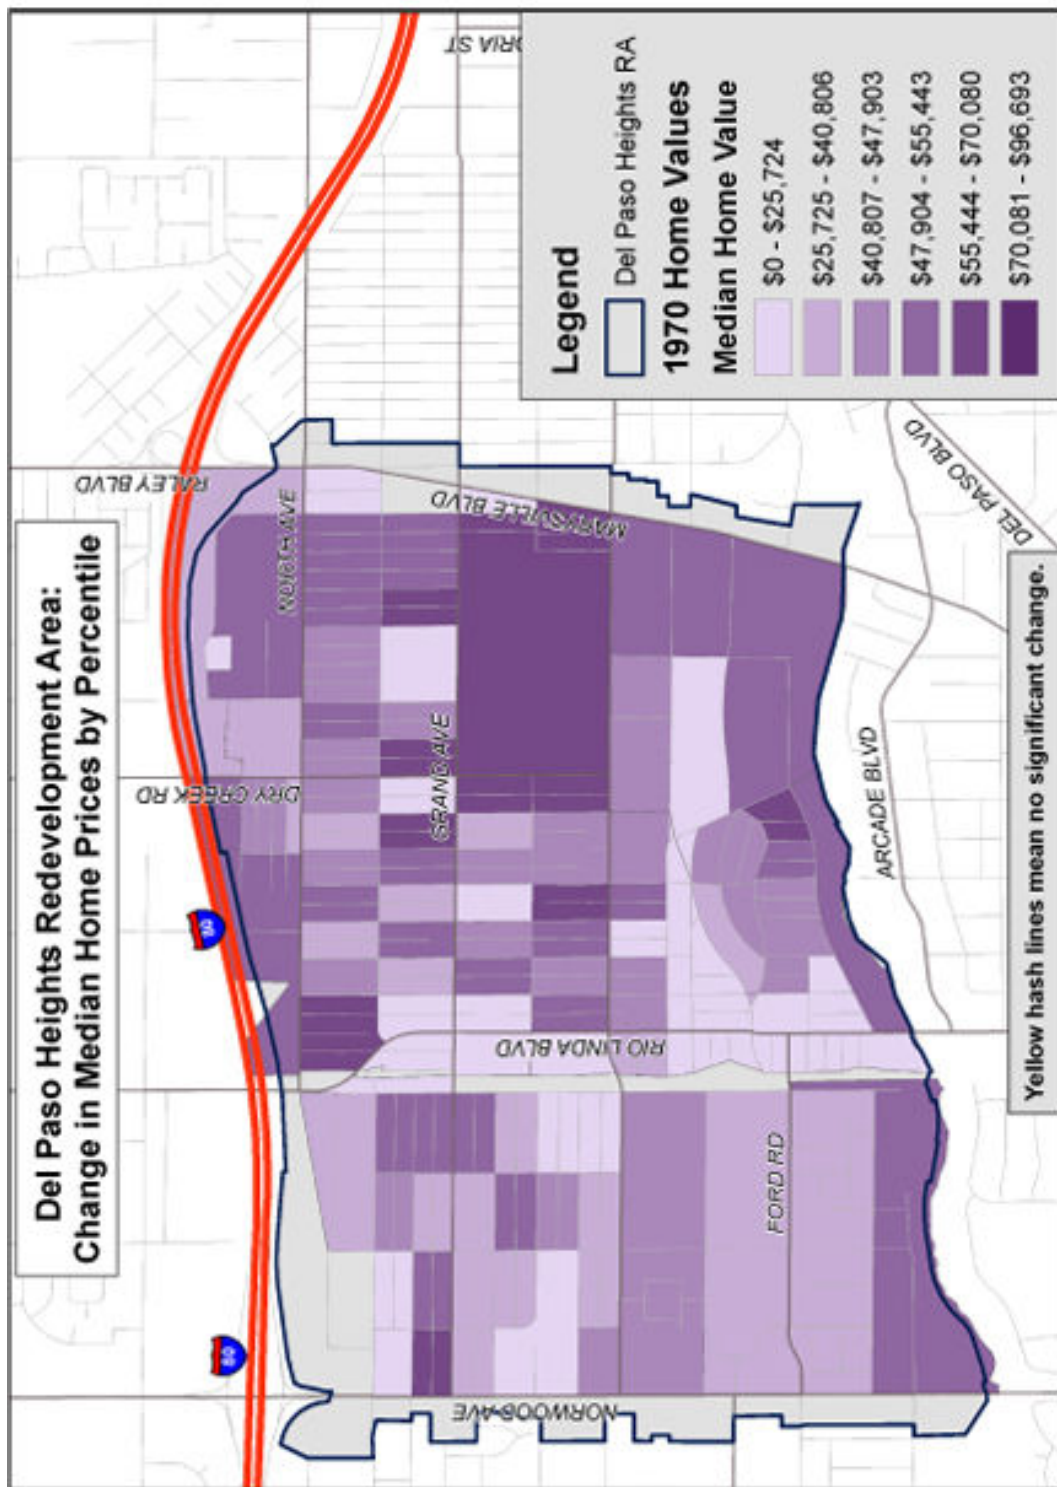 Del Paso Heights Redevelopment Area:
Change in Median Home Prices by Percentile
80
80
RALEY BLVD
NORTH AVE
MARYSVILLE BLVD
DRY CREEK RD
GRAND AVE
RIO LINDA BLVD
FORD RD
NORWOOD AVE
ARCADE BLVD
DEL PASO BLVD
ORIA ST
Legend
Del Paso Heights RA
1970 Home Values
Median Home Value
$0 - $25,724
$25,725 - $40,806
$40,807 - $47,903
$47,904 - $55,443
$55,444 - $70,080
$70,081 - $96,693
Yellow hash lines mean no significant change.